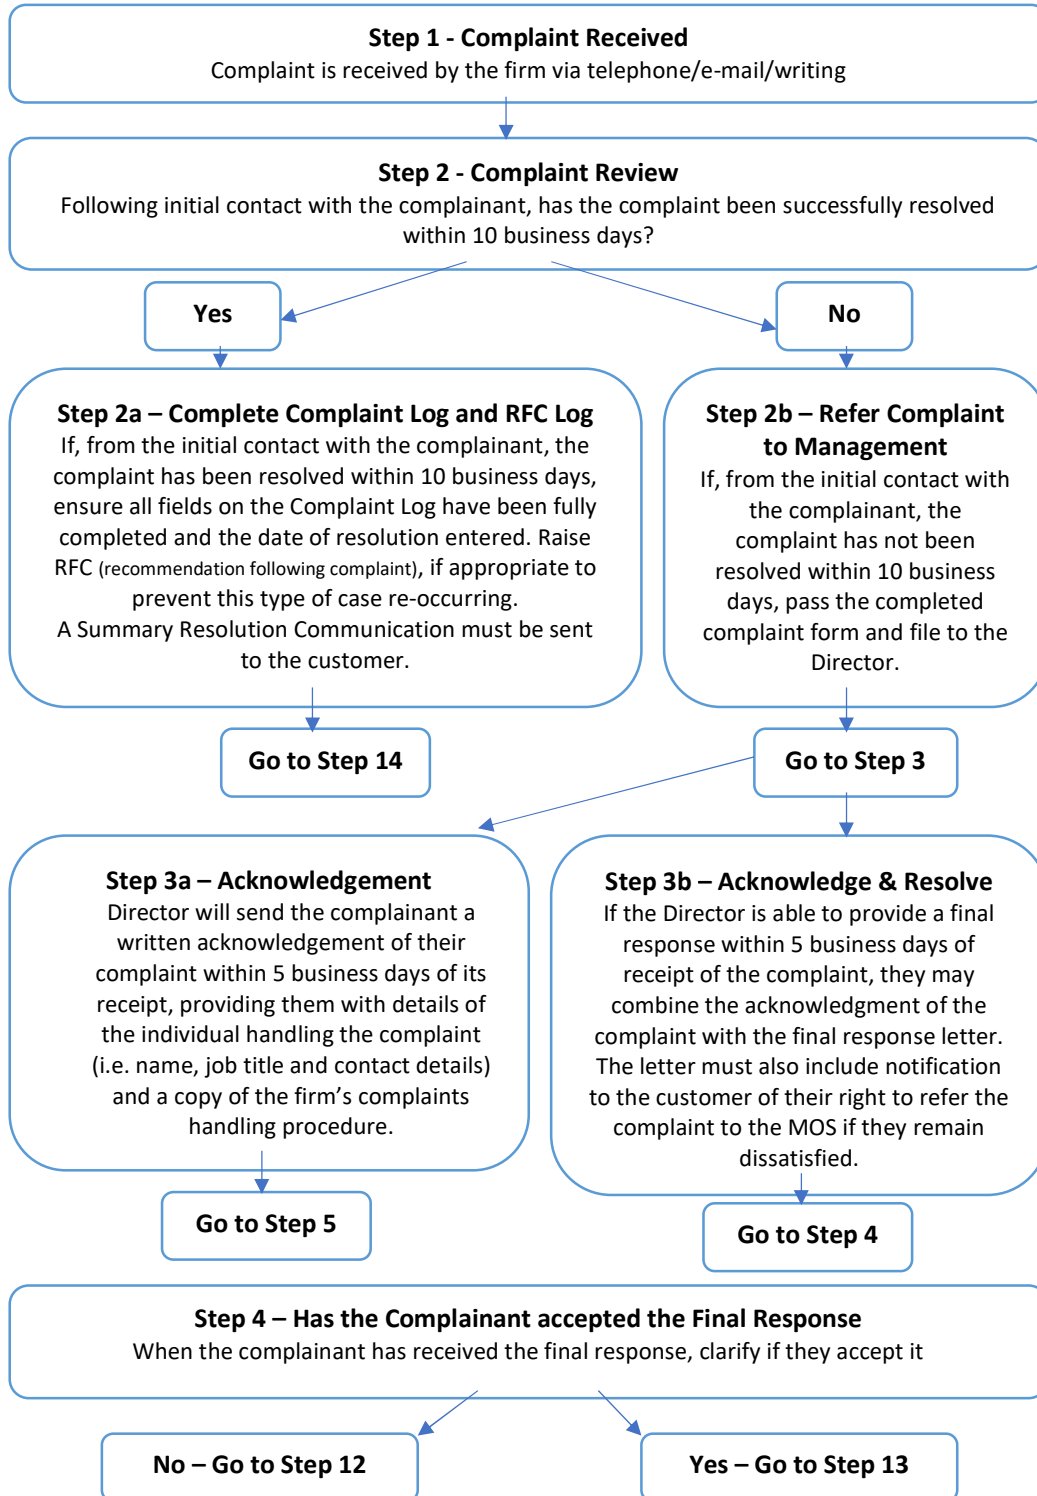 Step 1 - Complaint Received
Complaint is received by the firm via telephone/e-mail/writing
Step 2 - Complaint Review
Following initial contact with the complainant, has the complaint been successfully resolved
within 10 business days?
Yes
No
Step 2a – Complete Complaint Log and RFC Log
If, from the initial contact with the complainant, the
complaint has been resolved within 10 business days,
ensure all fields on the Complaint Log have been fully
completed and the date of resolution entered. Raise
RFC (recommendation following complaint), if appropriate to
prevent this type of case re-occurring.
A Summary Resolution Communication must be sent
to the customer.
Step 2b – Refer Complaint
to Management
If, from the initial contact with
the complainant, the
complaint has not been
resolved within 10 business
days, pass the completed
complaint form and file to the
Director.
Go to Step 14
Go to Step 3
Step 3a – Acknowledgement
Director will send the complainant a
written acknowledgement of their
complaint within 5 business days of its
receipt, providing them with details of
the individual handling the complaint
(i.e. name, job title and contact details)
and a copy of the firm's complaints
handling procedure.
Step 3b – Acknowledge & Resolve
If the Director is able to provide a final
response within 5 business days of
receipt of the complaint, they may
combine the acknowledgment of the
complaint with the final response letter.
The letter must also include notification
to the customer of their right to refer the
complaint to the MOS if they remain
dissatisfied.
Go to Step 5
Go to Step 4
Step 4 – Has the Complainant accepted the Final Response
When the complainant has received the final response, clarify if they accept it
No – Go to Step 12
Yes – Go to Step 13